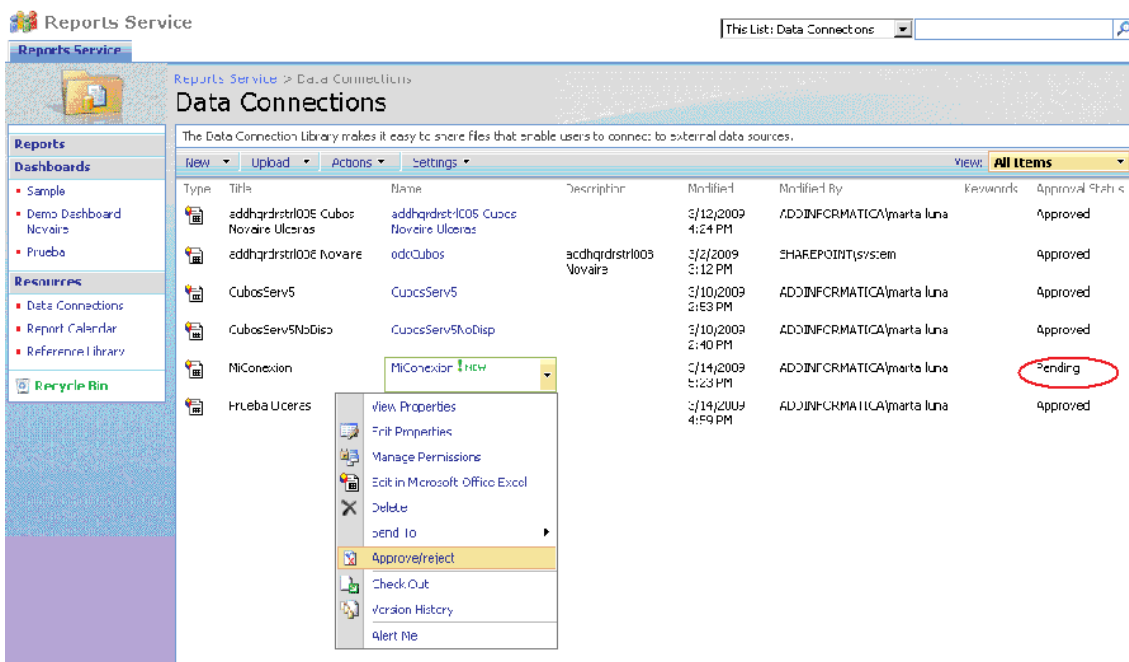 Reports Service
This List: Data Connections
Reports Service
Reports Service > Data Connections
Data Connections
The Data Connection Library makes it easy to share files that enable users to connect to external data sources.
New Upload Actions Settings View: All Items
Type Title Name Description Modified Modified By Keywords Approval Status
addhqrdrstrl005 Cubos Novaire Ulceras addhqrdrstrl005 Cubos Novaire Ulceras 3/12/2009 4:24 PM ADDINFORMATICA\marta luna Approved
Novaire odcCubos Novaire 3/2/2009 3:12 PM SHAREPOINT\system Approved
CubosServ5 CubosServ5 3/10/2009 2:53 PM ADDINFORMATICA\marta luna Approved
CubosServ5NoDisp CubosServ5NoDisp 3/10/2009 2:40 PM ADDINFORMATICA\marta luna Approved
MiConexion MiConexion ! NEW 3/14/2009 5:23 PM ADDINFORMATICA\marta luna Pending
Prueba Ulceras 3/14/2009 4:59 PM ADDINFORMATICA\marta luna Approved
Reports
Dashboards
Sample
Demo Dashboard
Novaire
Prueba
Resources
Data Connections
Report Calendar
Reference Library
Recycle Bin
View Properties
Edit Properties
Manage Permissions
Edit in Microsoft Office Excel
Delete
Send To
Approve/reject
Check Out
Version History
Alert Me